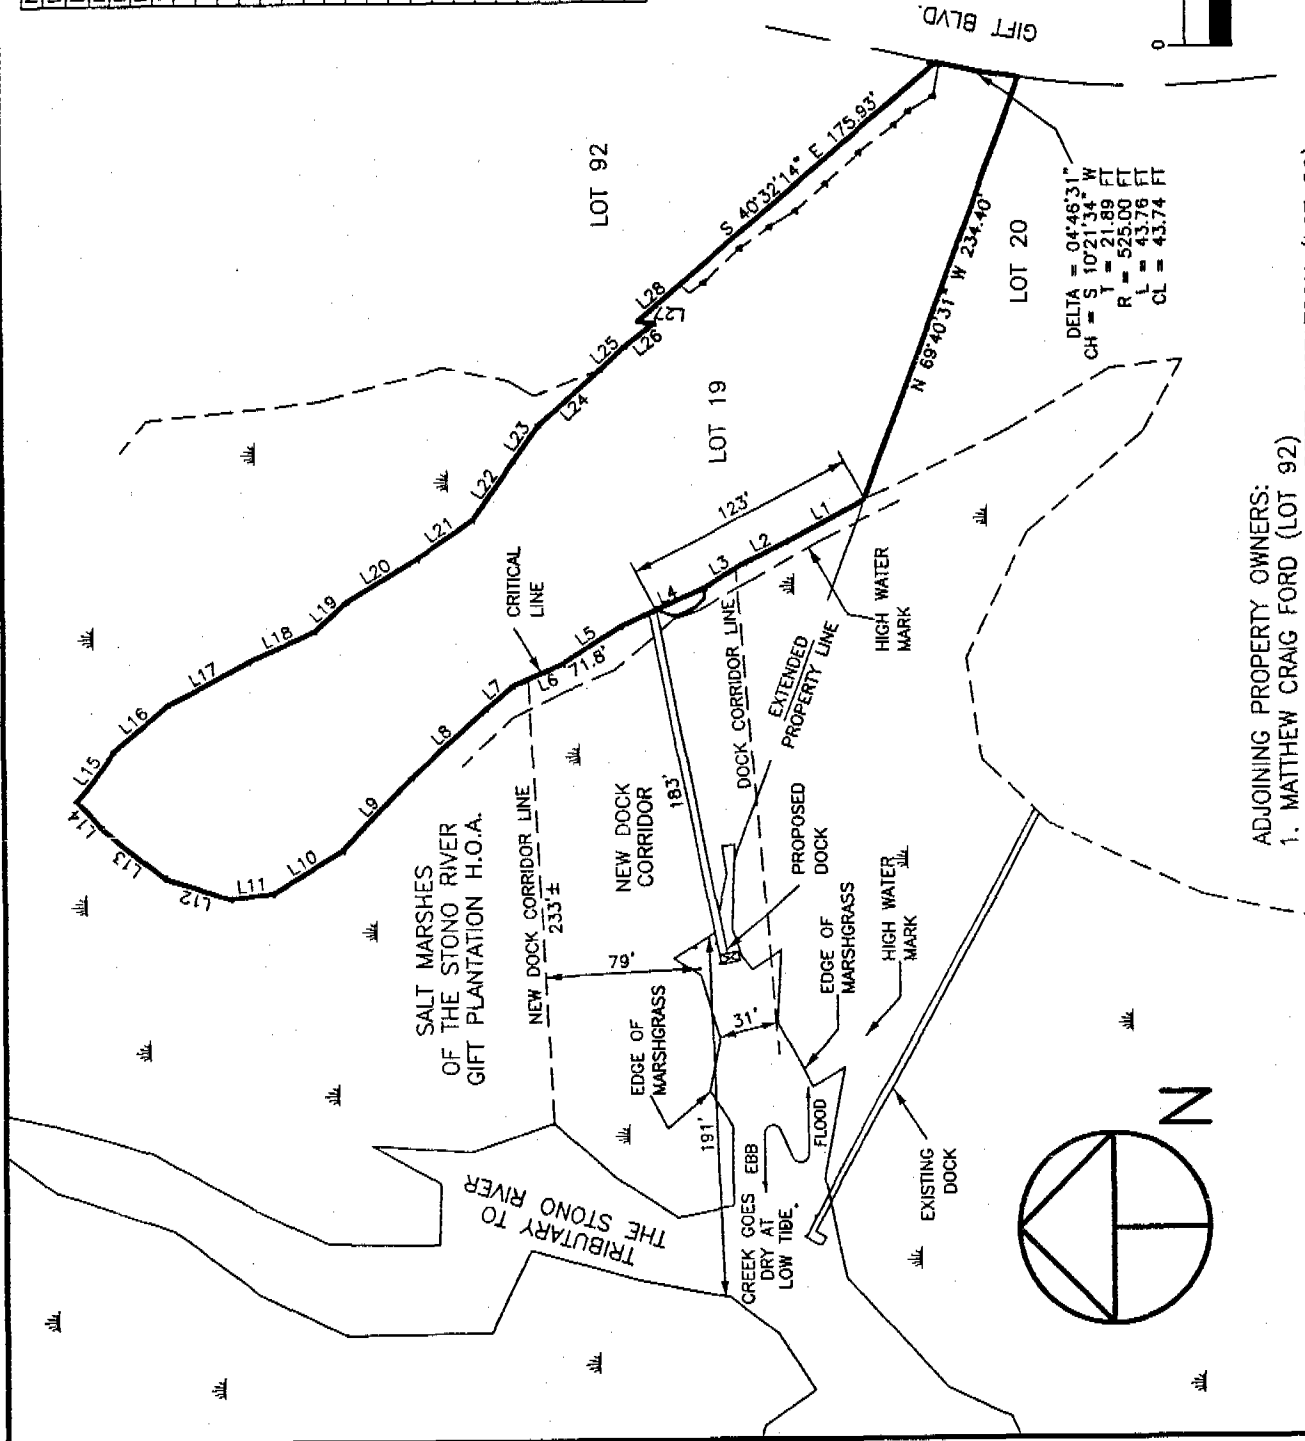 GIFT BLVD.
0
LOT 92
S 40°32'14" E 175.93'
L28
L27
L26
L25
L24
L23
L22
L21
L20
L19
L18
L17
L16
L15
L14
L13
L12
L11
L10
L9
L8
L7
L6
L5
L4
L3
L2
L1
71.8'
LOT 19
123'
N 69°40'31" W 234.40'
LOT 20
DELTA = 04°46'31"
CH = S 10°21'34" W
T = 21.89 FT
R = 525.00 FT
L = 43.76 FT
CL = 43.74 FT
CRITICAL
LINE
HIGH WATER
MARK
EXTENDED
PROPERTY LINE
DOCK CORRIDOR LINE
183'
NEW DOCK
CORRIDOR
PROPOSED
DOCK
SALT MARSHES
OF THE STONO RIVER
GIFT PLANTATION H.O.A.
NEW DOCK CORRIDOR LINE
233'±
79'
31'
191'
EDGE OF
MARSHGRASS
EDGE OF
MARSHGRASS
HIGH WATER
MARK
EBB
FLOOD
CREEK GOES
DRY AT
LOW TIDE.
TRIBUTARY TO
THE STONO RIVER
EXISTING
DOCK
N
ADJOINING PROPERTY OWNERS:
1. MATTHEW CRAIG FORD (LOT 92)